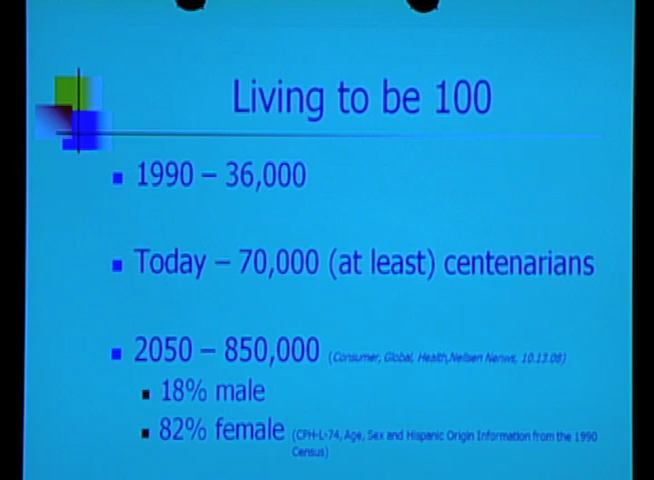 Living to be 100
1990 – 36,000
Today – 70,000 (at least) centenarians
2050 – 850,000 (Consumer, Global, Health,Neilsen Nenws, 10.13.08)
18% male
82% female (CPH-L-74, Age, Sex and Hispanic Origin Information from the 1990
Census)